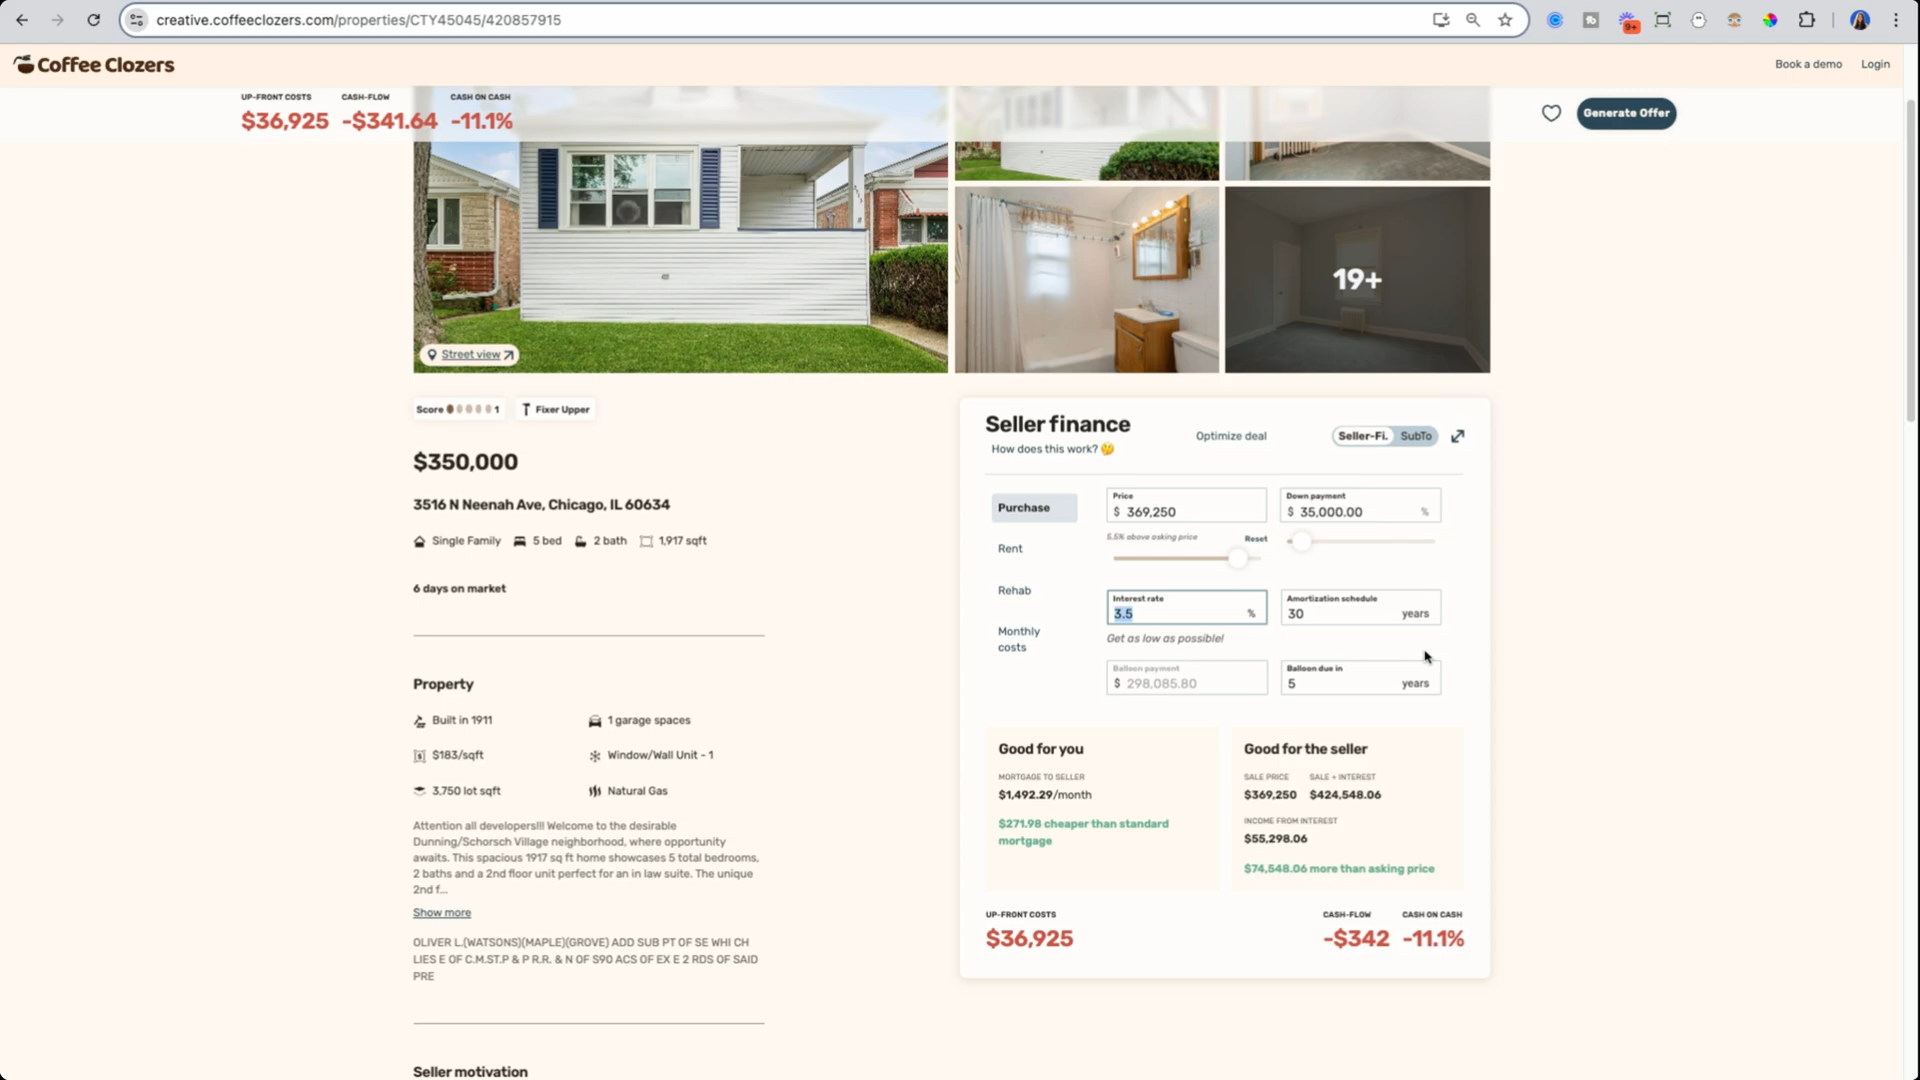 creative.coffeeclozers.com/properties/CTY45045/420857915
9+
Coffee Clozers
Book a demo
Login
UP-FRONT COSTS
CASH-FLOW
CASH ON CASH
$36,925
-$341.64
-11.1%
Generate Offer
19+
Street view
Score
1
Fixer Upper
$350,000
3516 N Neenah Ave, Chicago, IL 60634
Single Family
5 bed
2 bath
1,917 sqft
6 days on market
Property
Built in 1911
1 garage spaces
$183/sqft
Window/Wall Unit - 1
3,750 lot sqft
Natural Gas
Attention all developers!!! Welcome to the desirable
Dunning/Schorsch Village neighborhood, where opportunity
awaits. This spacious 1917 sq ft home showcases 5 total bedrooms,
2 baths and a 2nd floor unit perfect for an in law suite. The unique
2nd f...
Show more
OLIVER L.(WATSONS)(MAPLE)(GROVE) ADD SUB PT OF SE WHI CH
LIES E OF C.M.ST.P & P R.R. & N OF S90 ACS OF EX E 2 RDS OF SAID
PRE
Seller motivation
Seller finance
How does this work? 🤔
Optimize deal
Seller-Fi.
SubTo
Purchase
Rent
Rehab
Monthly
costs
Price
$ 369,250
Down payment
$ 35,000.00 %
5.5% above asking price
Reset
Interest rate
3.5 %
Get as low as possible!
Amortization schedule
30 years
Balloon payment
$ 298,085.80
Balloon due in
5 years
Good for you
MORTGAGE TO SELLER
$1,492.29/month
$271.98 cheaper than standard
mortgage
Good for the seller
SALE PRICE
SALE + INTEREST
$369,250
$424,548.06
INCOME FROM INTEREST
$55,298.06
$74,548.06 more than asking price
UP-FRONT COSTS
CASH-FLOW
CASH ON CASH
$36,925
-$342
-11.1%